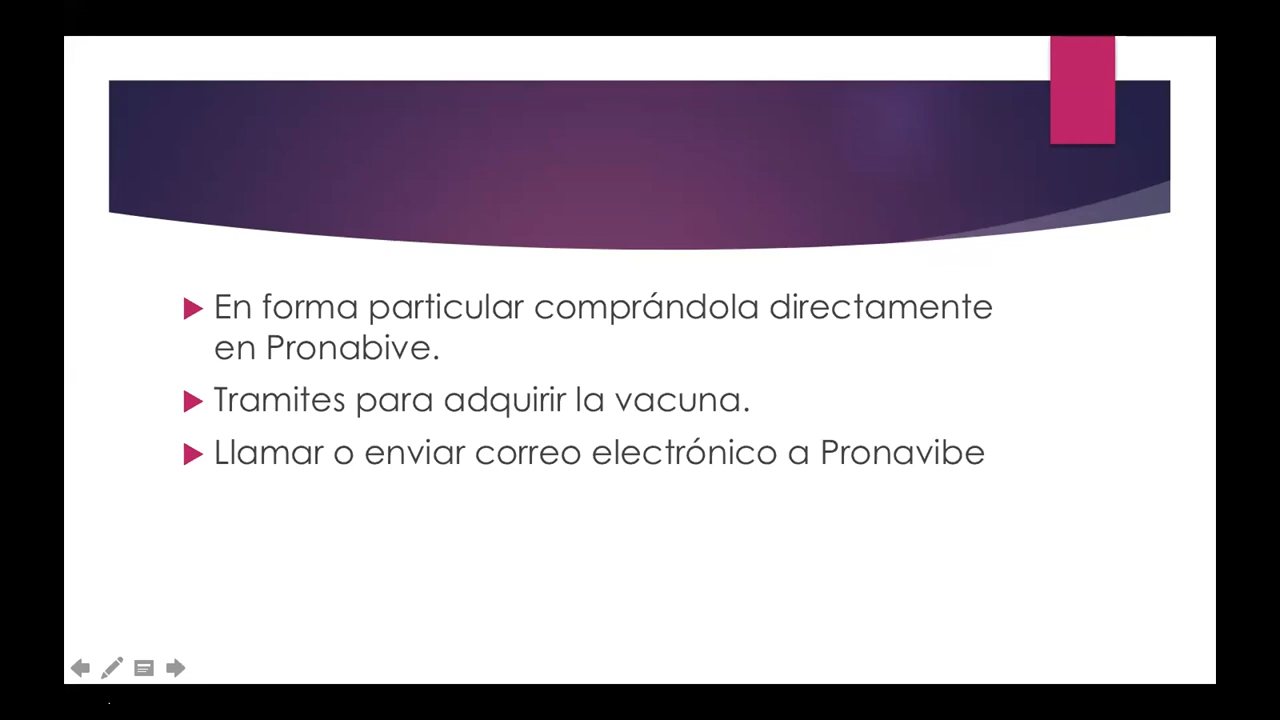 En forma particular comprándola directamente
en Pronabive.
Tramites para adquirir la vacuna.
Llamar o enviar correo electrónico a Pronavibe